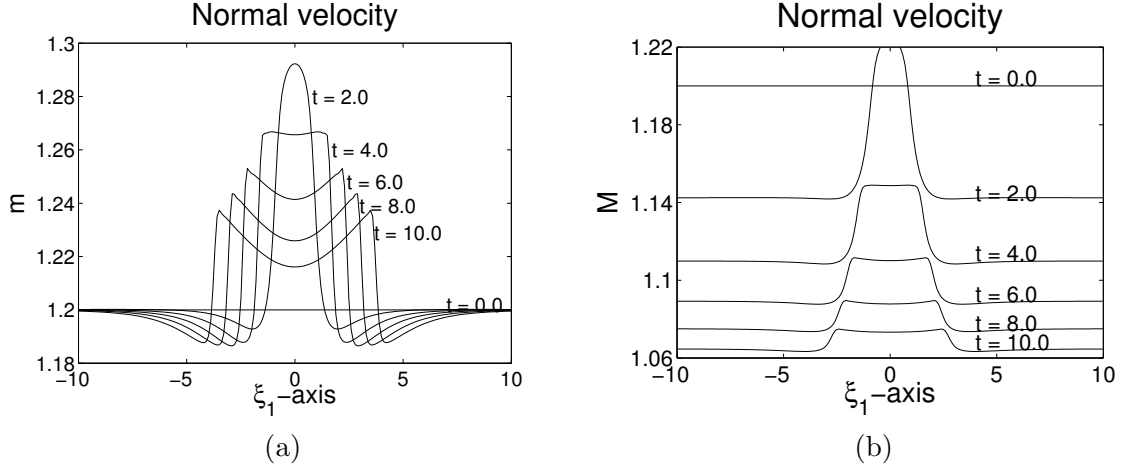 Normal velocity
1.3
1.28
1.26
1.24
1.22
1.2
1.18
m
t = 2.0
t = 4.0
t = 6.0
t = 8.0
t = 10.0
t = 0.0
−10 −5 0 5 10
ξ1−axis
(a)
Normal velocity
1.22
1.18
1.14
1.1
1.06
M
t = 0.0
t = 2.0
t = 4.0
t = 6.0
t = 8.0
t = 10.0
−10 −5 0 5 10
ξ1−axis
(b)